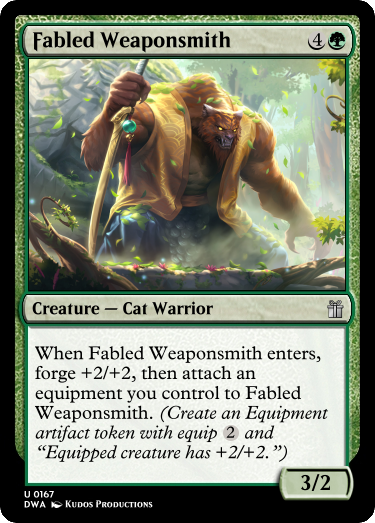 Fabled Weaponsmith 4
Creature — Cat Warrior
When Fabled Weaponsmith enters,
forge +2/+2, then attach an
equipment you control to Fabled
Weaponsmith. (Create an Equipment
artifact token with equip 2 and
“Equipped creature has +2/+2.”)
3/2
U 0167
DWA Kudos Productions